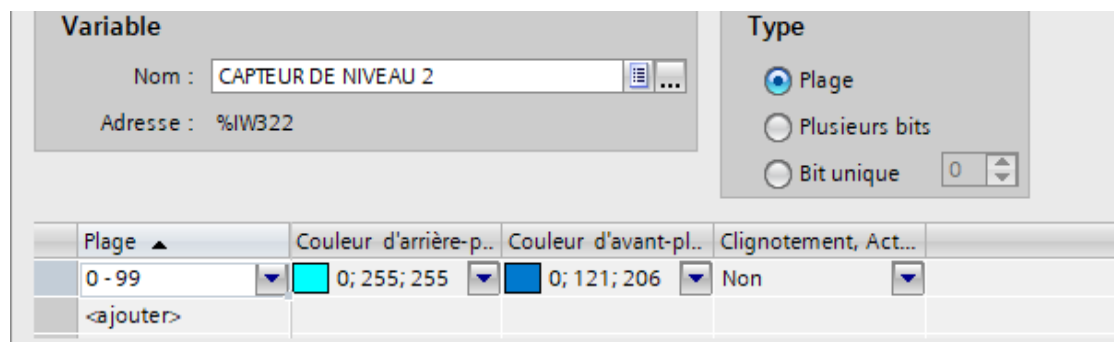 Variable
Type
Nom : CAPTEUR DE NIVEAU 2 ...
Adresse : %IW322
Plage
Plusieurs bits
Bit unique 0
Plage Couleur d'arrière-p.. Couleur d'avant-pl.. Clignotement, Act...
0 - 99 0; 255; 255 0; 121; 206 Non
<ajouter>